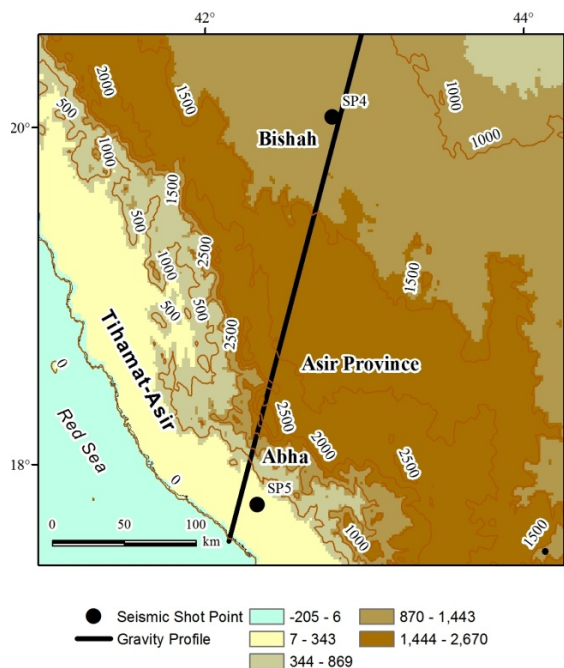 42°
44°
2000
1500
500
1000
20°
SP4
1000
Bishah
1000
1500
500
2500
1000
1500
500
500
2500
Tihamat-Asir
0
Asir Province
Red Sea
2500
2000
2500
18°
Abha
0
SP5
0 50 100
km
1000
1500
Seismic Shot Point
Gravity Profile
-205 - 6
7 - 343
344 - 869
870 - 1,443
1,444 - 2,670